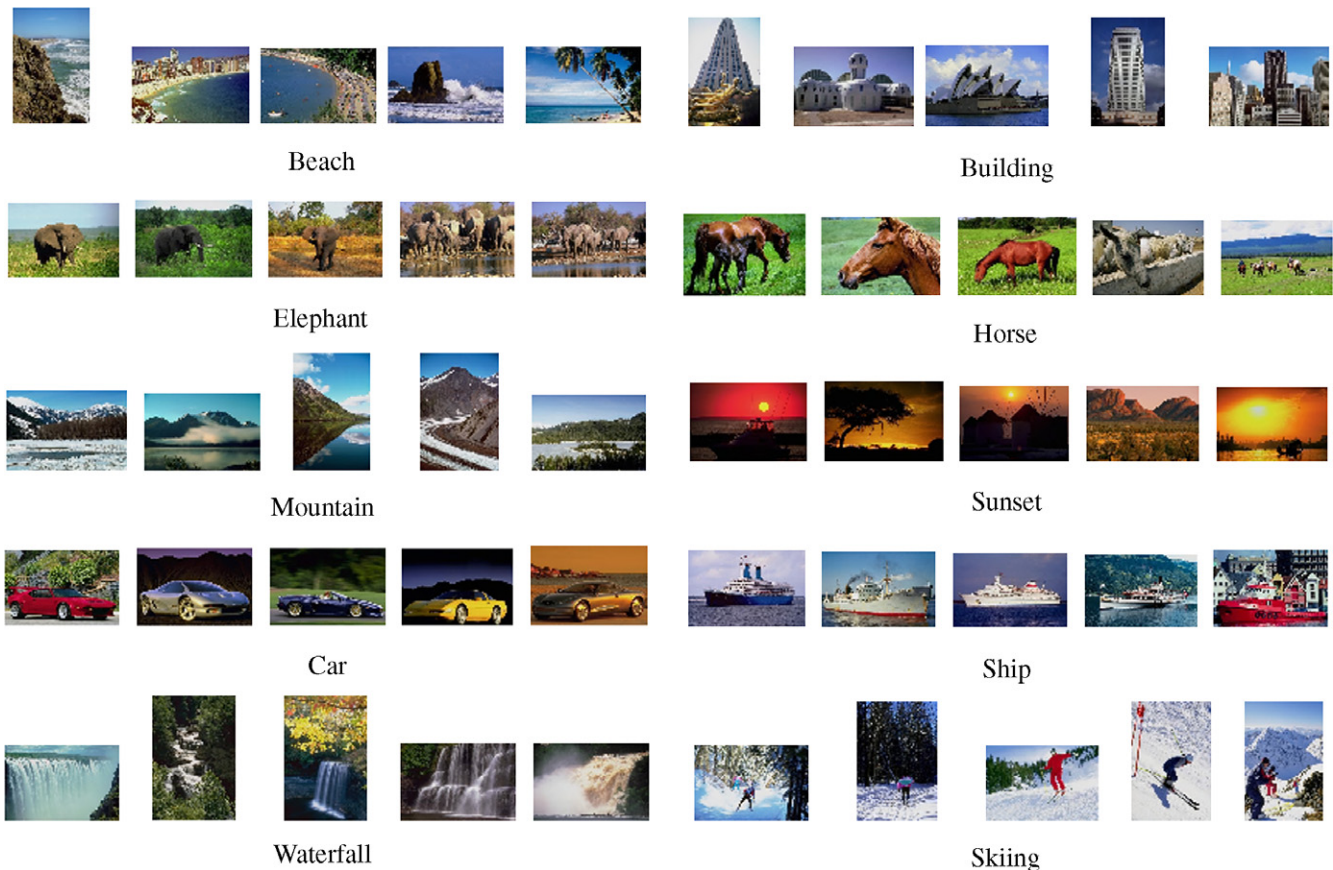 Beach
Building
Elephant
Horse
Mountain
Sunset
Car
Ship
Waterfall
Skiing